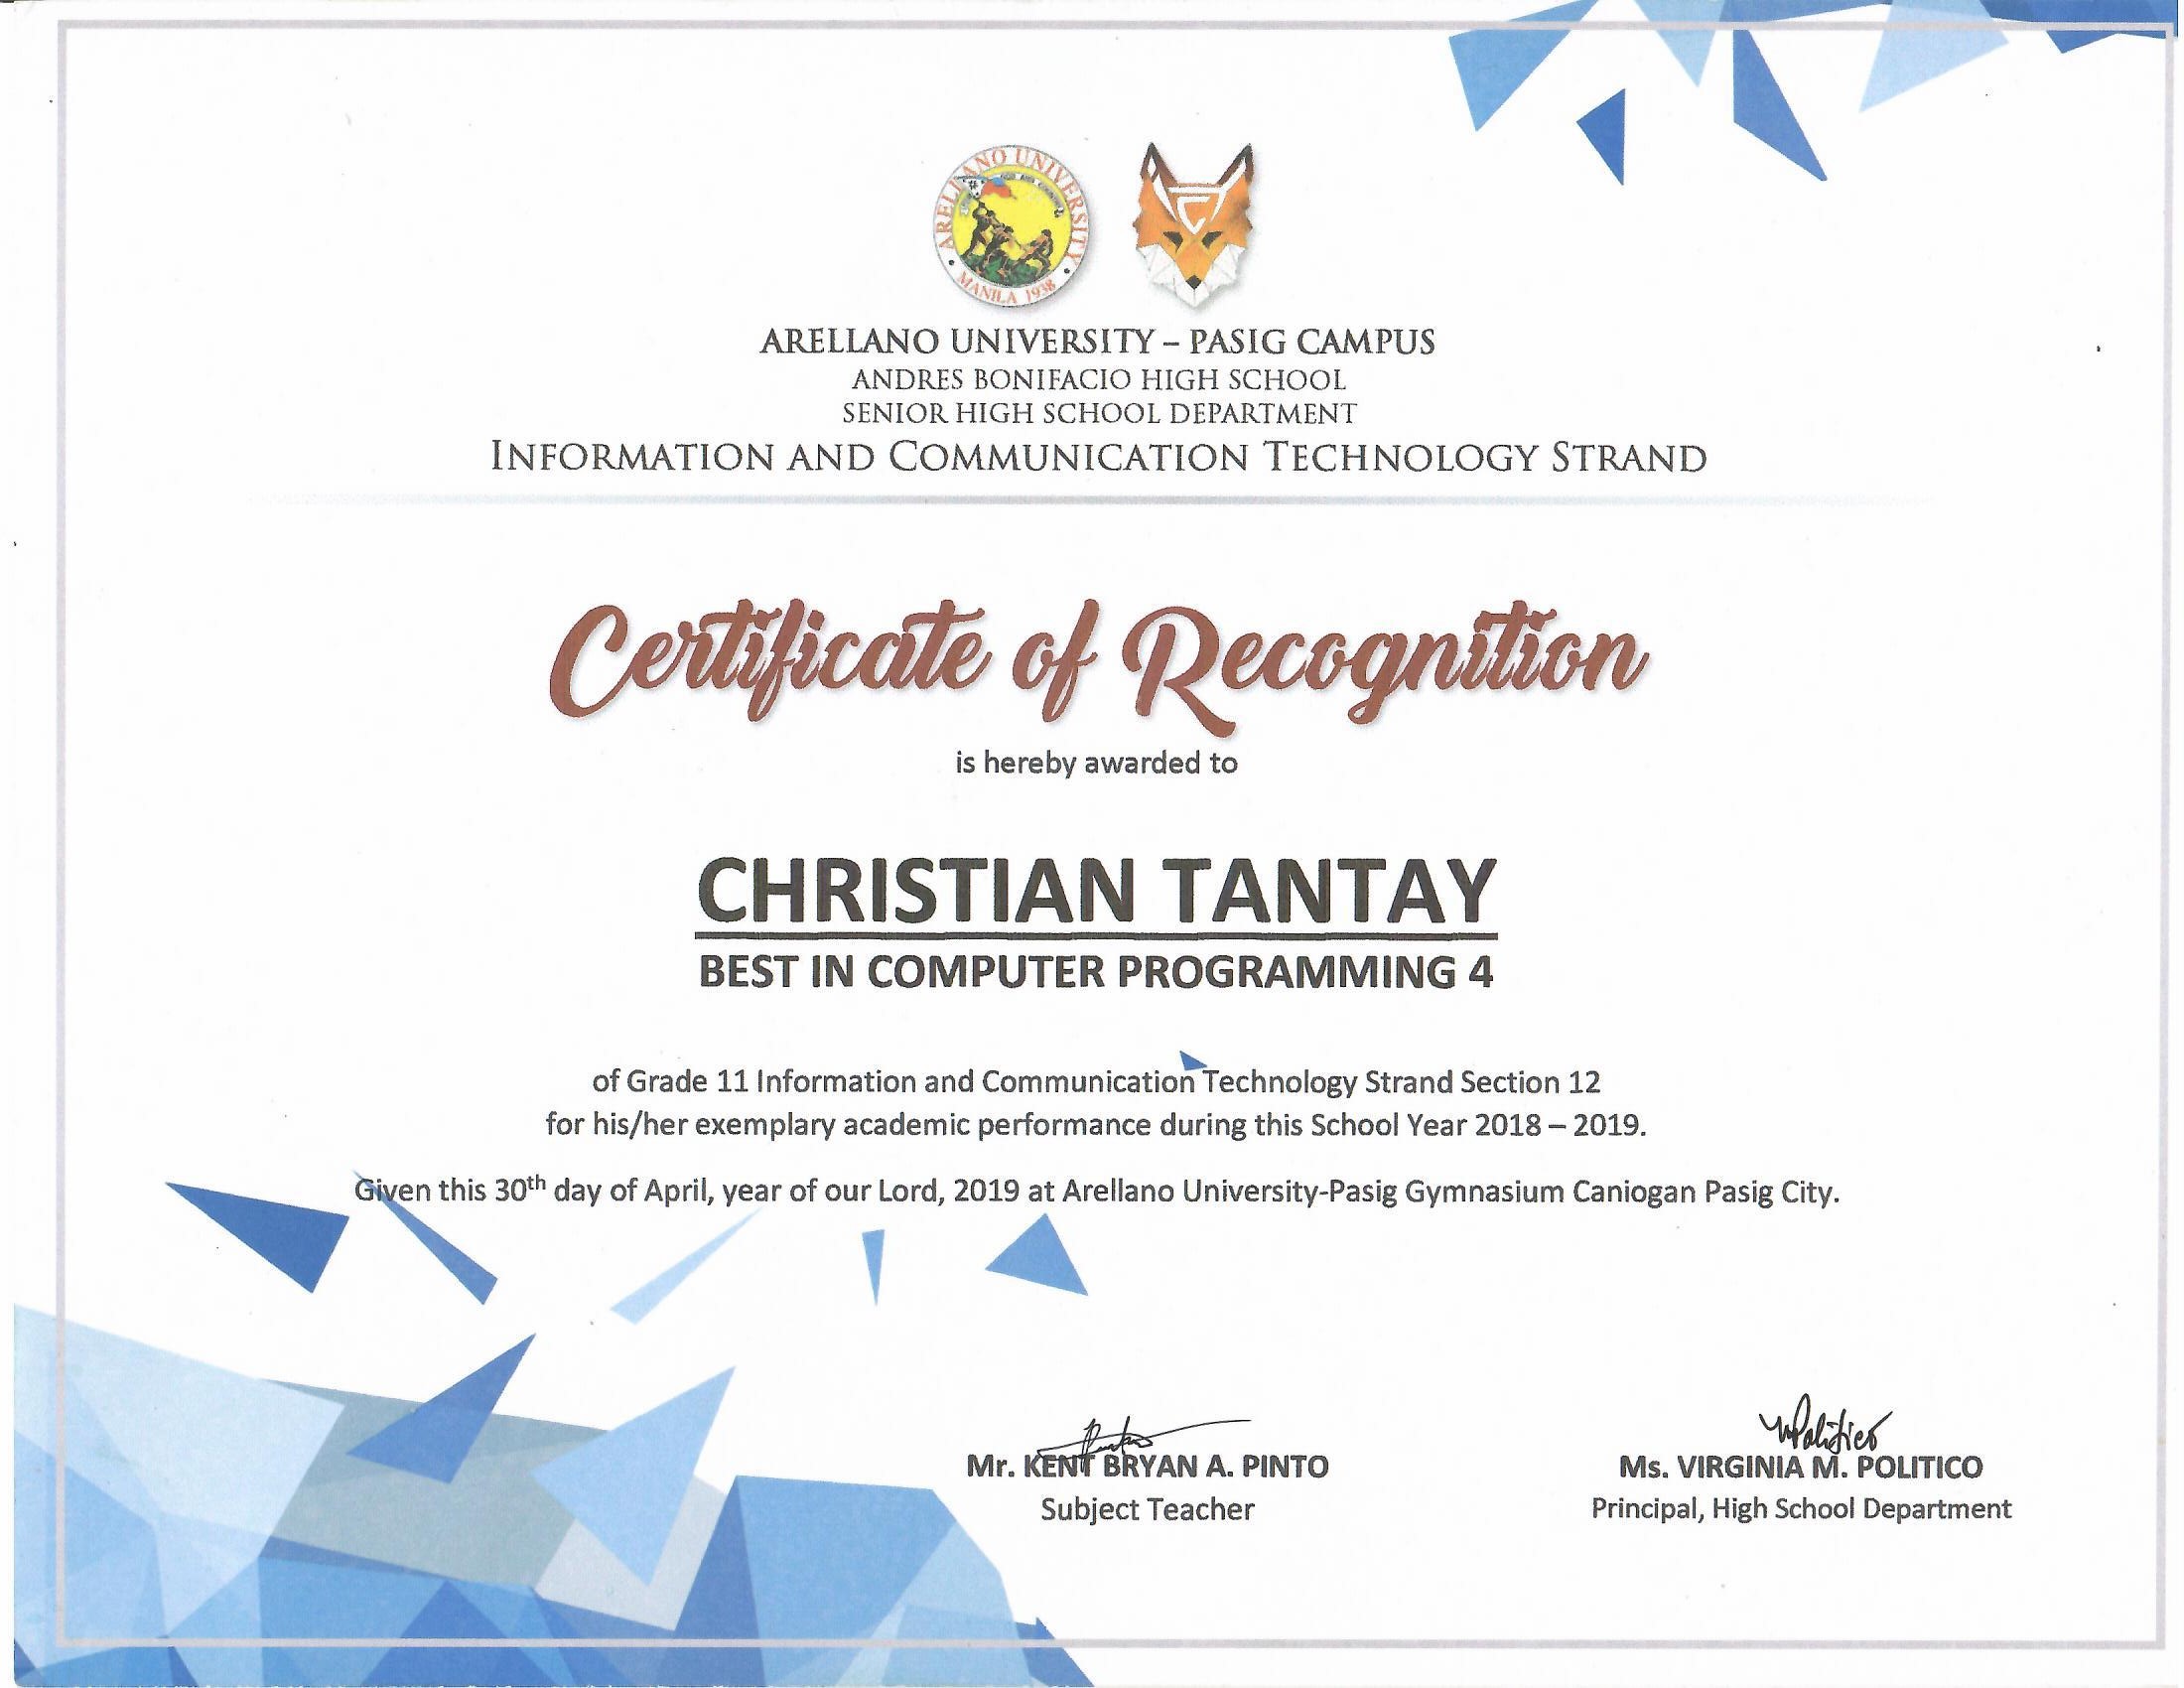 ARELLANO UNIVERSITY
MANILA 1938
ARELLANO UNIVERSITY – PASIG CAMPUS
ANDRES BONIFACIO HIGH SCHOOL
SENIOR HIGH SCHOOL DEPARTMENT
INFORMATION AND COMMUNICATION TECHNOLOGY STRAND
Certificate of Recognition
is hereby awarded to
CHRISTIAN TANTAY
BEST IN COMPUTER PROGRAMMING 4
of Grade 11 Information and Communication Technology Strand Section 12
for his/her exemplary academic performance during this School Year 2018 – 2019.
Given this 30th day of April, year of our Lord, 2019 at Arellano University-Pasig Gymnasium Caniogan Pasig City.
Mr. KENT BRYAN A. PINTO
Subject Teacher
Ms. VIRGINIA M. POLITICO
Principal, High School Department